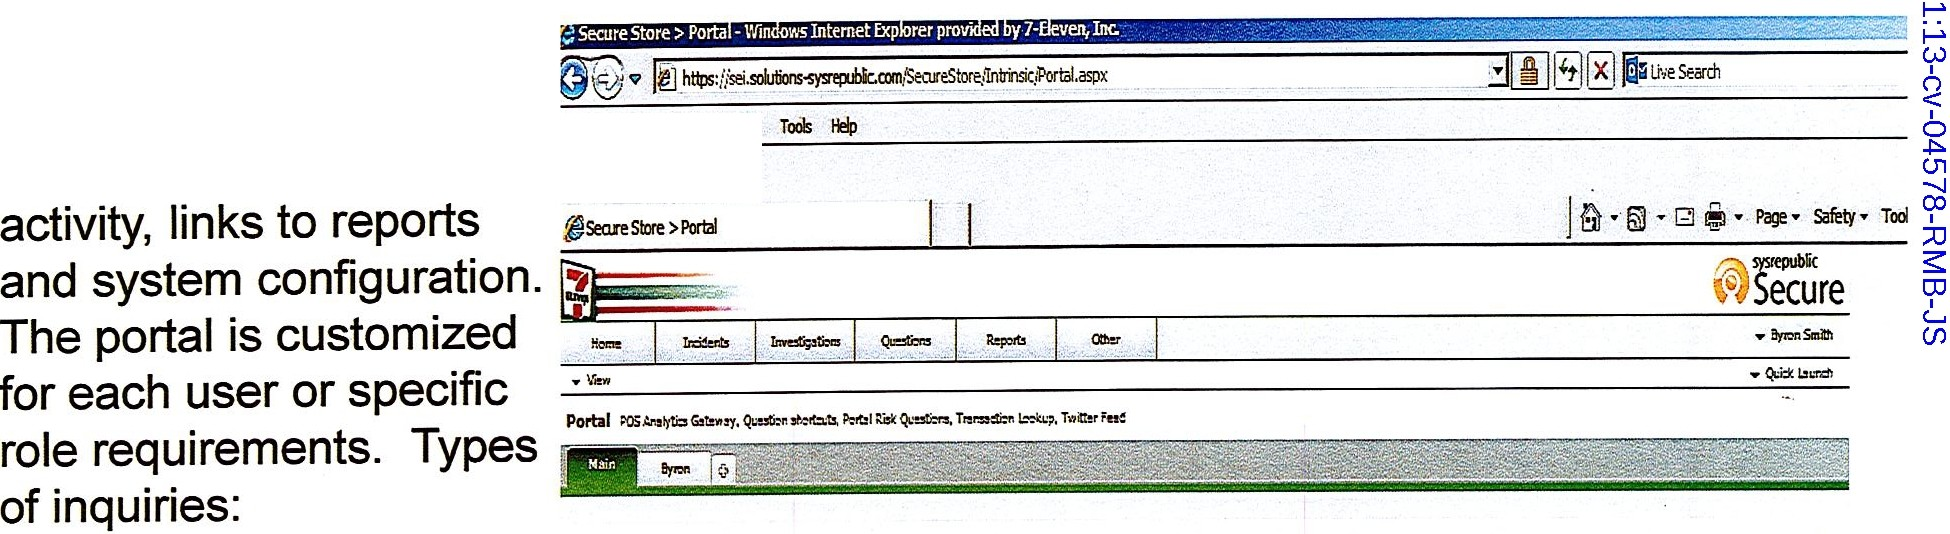 Secure Store > Portal - Windows Internet Explorer provided by 7-Eleven, Inc.
https://sei.solutions-sysrepublic.com/SecureStore/Intrinsic/Portal.aspx
Live Search
Tools Help
Secure Store > Portal
Page Safety Tool
7
ELEVEN
sysrepublic
Secure
Home Incidents Investigations Questions Reports Other
Byron Smith
View
Quick Launch
Portal POS Analytics Gateway, Question shortcuts, Portal Risk Questions, Transaction Lookup, Twitter Feed
Main Byron
activity, links to reports
and system configuration.
The portal is customized
for each user or specific
role requirements. Types
of inquiries:
1:13-cv-04578-RMB-JS